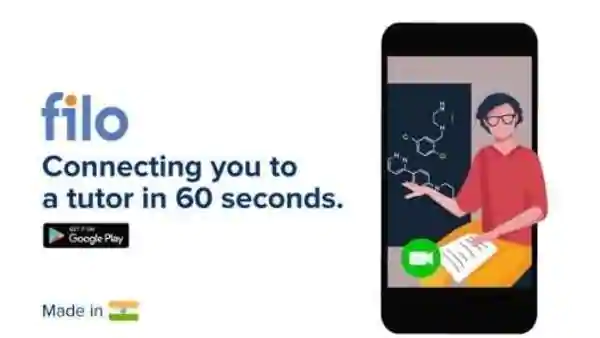 filo
Connecting you to
a tutor in 60 seconds.
GET IT ON
Google Play
Made in